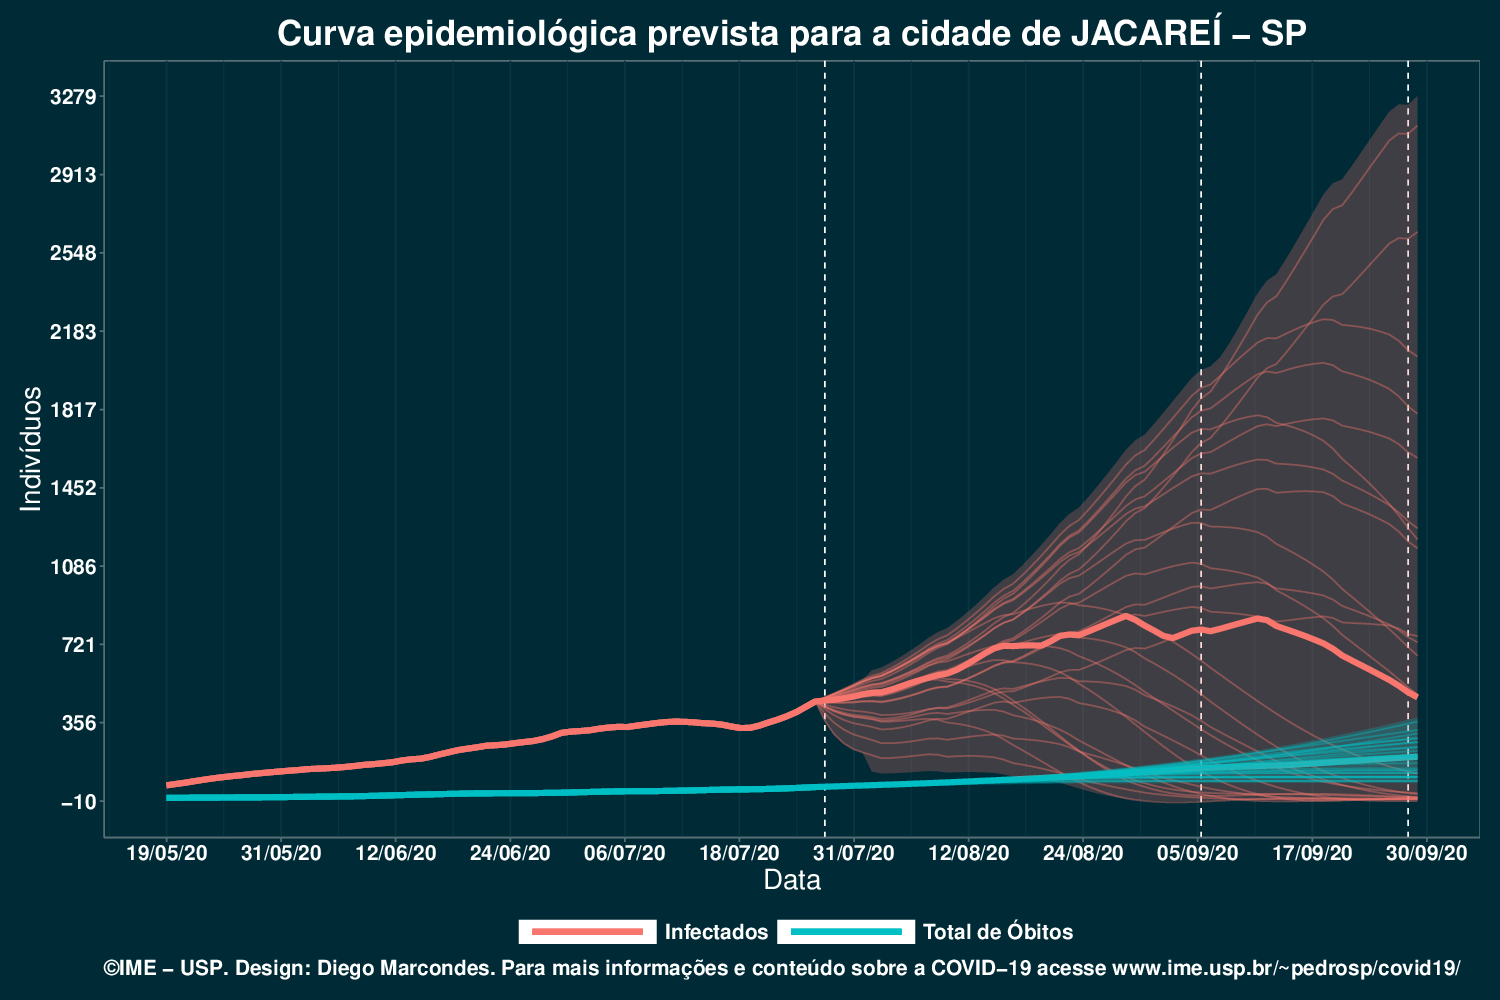 Curva epidemiológica prevista para a cidade de JACAREÍ – SP
3279
2913
2548
2183
1817
1452
1086
721
356
−10
Indivíduos
19/05/20 31/05/20 12/06/20 24/06/20 06/07/20 18/07/20 31/07/20 12/08/20 24/08/20 05/09/20 17/09/20 30/09/20
Data
Infectados Total de Óbitos
©IME – USP. Design: Diego Marcondes. Para mais informações e conteúdo sobre a COVID−19 acesse www.ime.usp.br/~pedrosp/covid19/